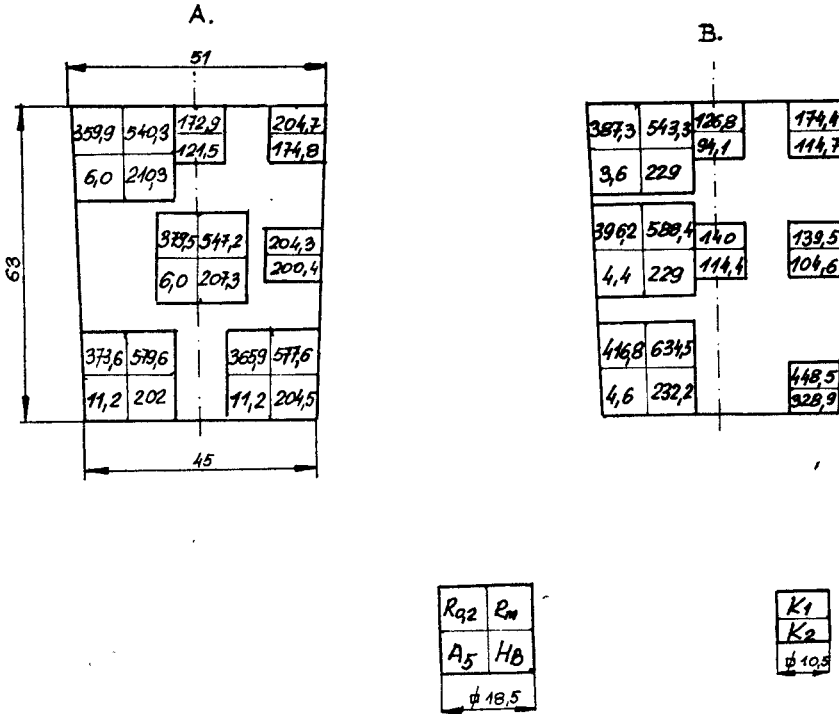 A.
B.
51
359,9 540,3 172,9 204,7
121,5 174,8
6,0 210,3
387,3 543,3 126,8 174,4
94,1 114,7
3,6 229
379,5 547,2 204,3
6,0 207,3 200,4
396,2 588,4 140 139,5
4,4 229 114,4 104,6
63
373,6 579,6 365,9 577,6
11,2 202 11,2 204,5
416,8 634,5
4,6 232,2
448,5
328,9
45
R0,2 Rm
A5 HB
ϕ 18,5
K1
K2
ϕ 10,5